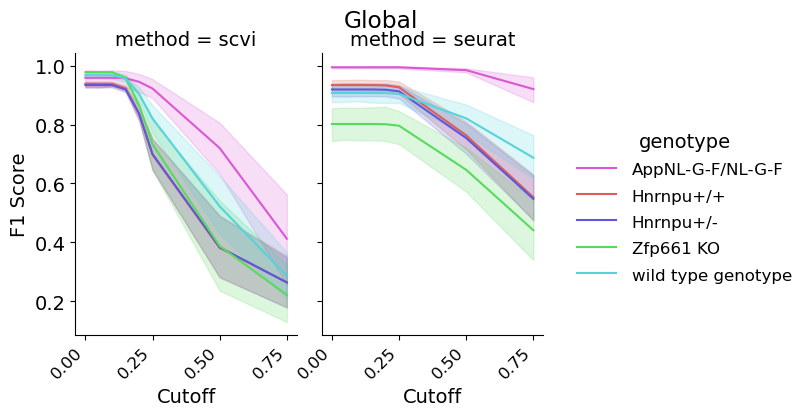 Global
method = scvi
method = seurat
F1 Score
1.0
0.8
0.6
0.4
0.2
0.00
0.25
0.50
0.75
Cutoff
0.00
0.25
0.50
0.75
Cutoff
genotype
AppNL-G-F/NL-G-F
Hnrnpu+/+
Hnrnpu+/-
Zfp661 KO
wild type genotype